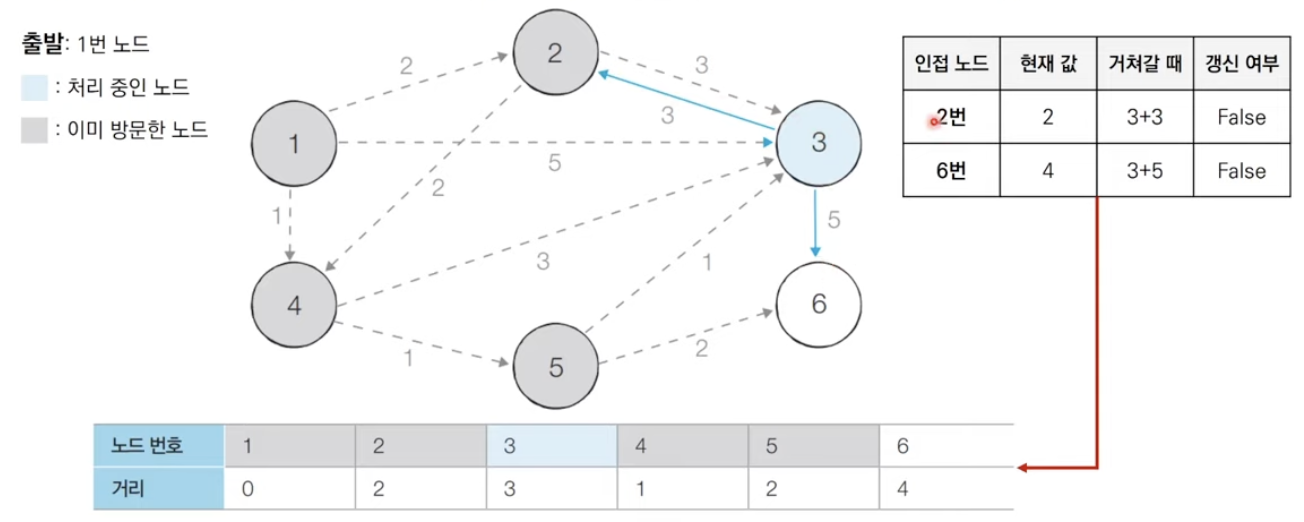 출발: 1번 노드
: 처리 중인 노드
: 이미 방문한 노드
2
2
3
3
1
5
3
2
1
5
4
3
1
6
1
5
2
인접 노드 현재 값 거쳐갈 때 갱신 여부
2번 2 3+3 False
6번 4 3+5 False
노드 번호 1 2 3 4 5 6
거리 0 2 3 1 2 4